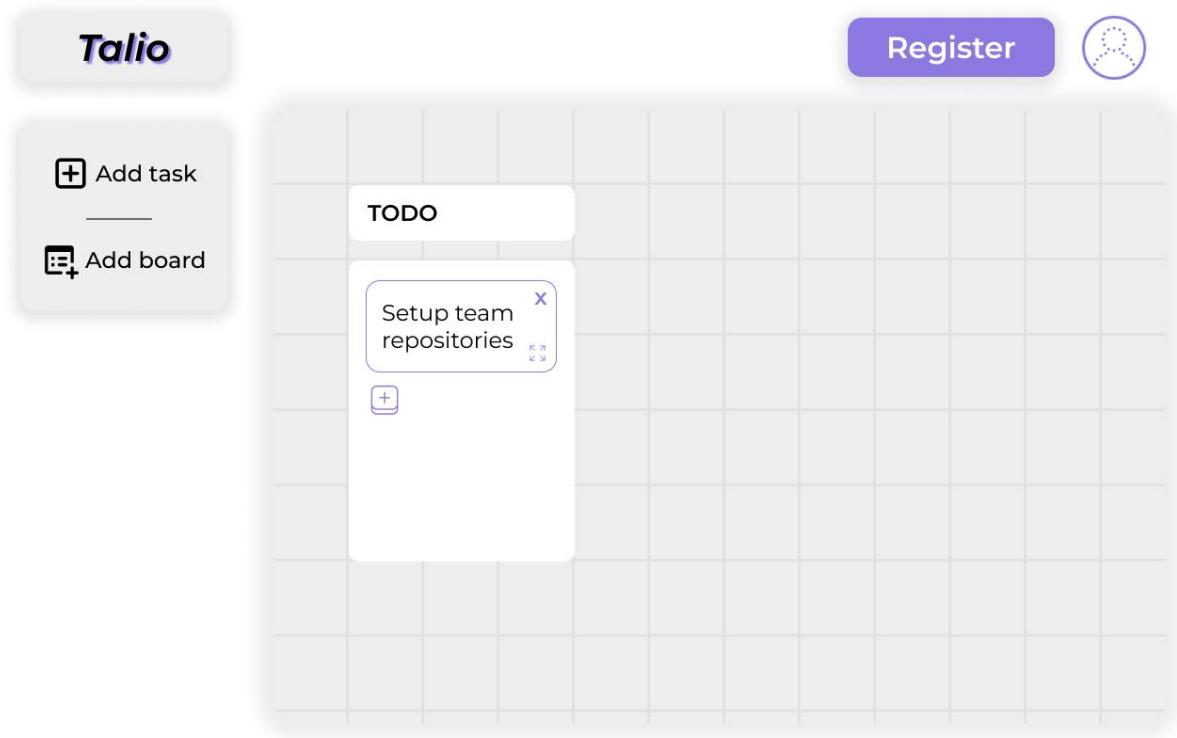 Talio
Register
Add task
Add board
TODO
X
Setup team
repositories